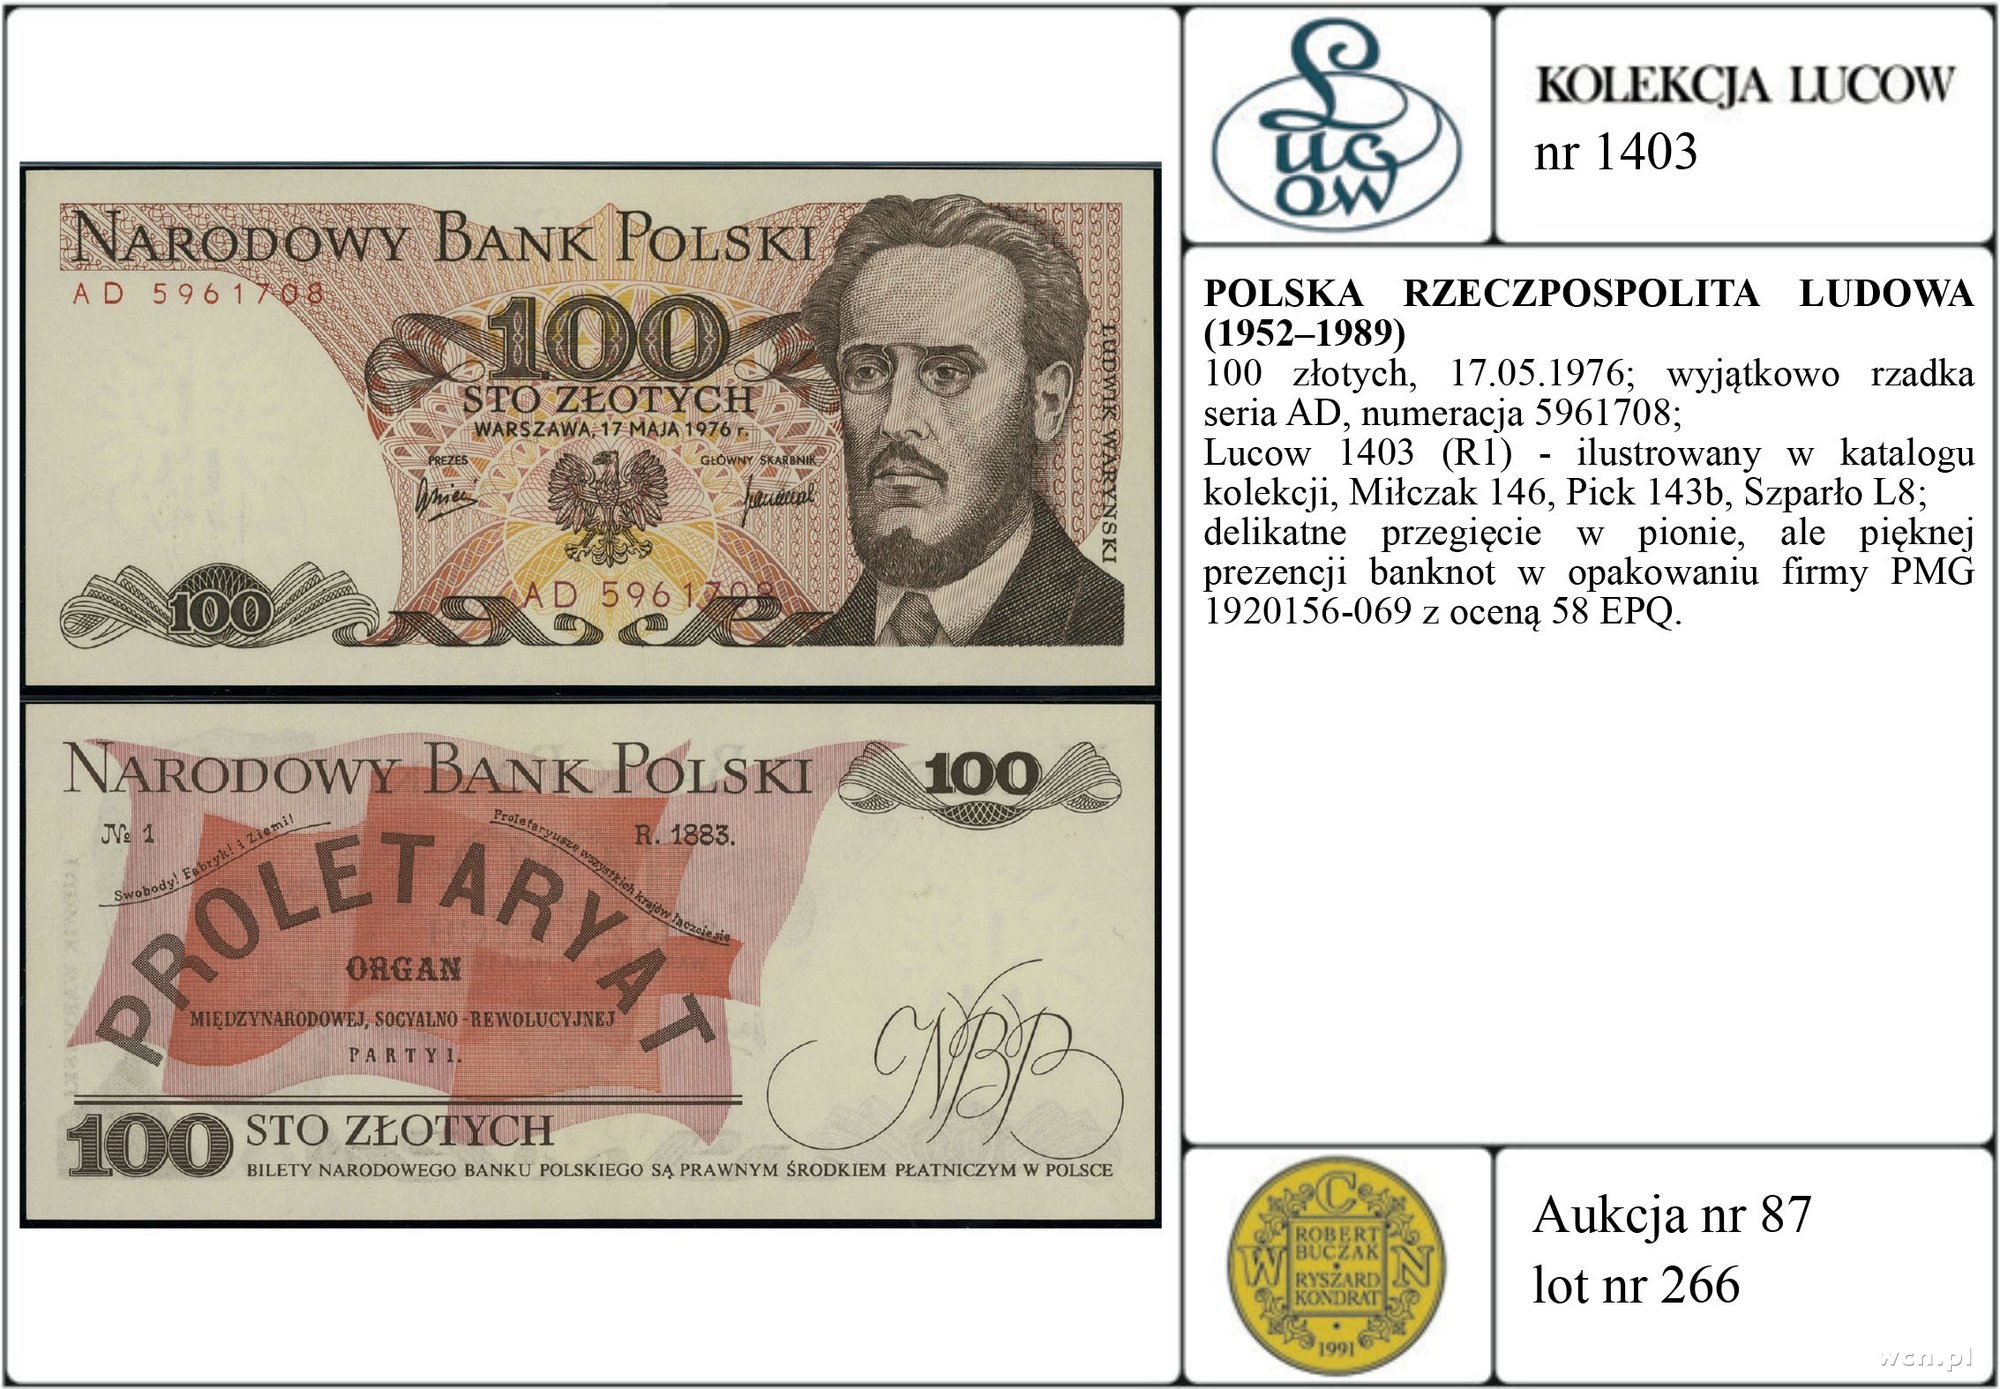 NARODOWY BANK POLSKI
AD 5961708
100
STO ZŁOTYCH
WARSZAWA, 17 MAJA 1976 r.
PREZES
GŁÓWNY SKARBNIK
LUDWIK WARYŃSKI
AD 5961708
100
NARODOWY BANK POLSKI
100
№ 1
R. 1883.
Swobody! Fabryk! i Ziemi!
Proletaryusze wszystkich krajów łączcie się
PROLETARYAT
ORGAN
MIĘDZYNARODOWEJ, SOCYALNO-REWOLUCYJNEJ
PARTYI.
NBP
100 STO ZŁOTYCH
BILETY NARODOWEGO BANKU POLSKIEGO SĄ PRAWNYM ŚRODKIEM PŁATNICZYM W POLSCE
Lucow
KOLEKCJA LUCOW
nr 1403
POLSKA RZECZPOSPOLITA LUDOWA
(1952–1989)
100 złotych, 17.05.1976; wyjątkowo rzadka
seria AD, numeracja 5961708;
Lucow 1403 (R1) - ilustrowany w katalogu
kolekcji, Miłczak 146, Pick 143b, Szparło L8;
delikatne przegięcie w pionie, ale pięknej
prezencji banknot w opakowaniu firmy PMG
1920156-069 z oceną 58 EPQ.
W C N
ROBERT
BUCZAK
RYSZARD
KONDRAT
1991
Aukcja nr 87
lot nr 266
wcn.pl